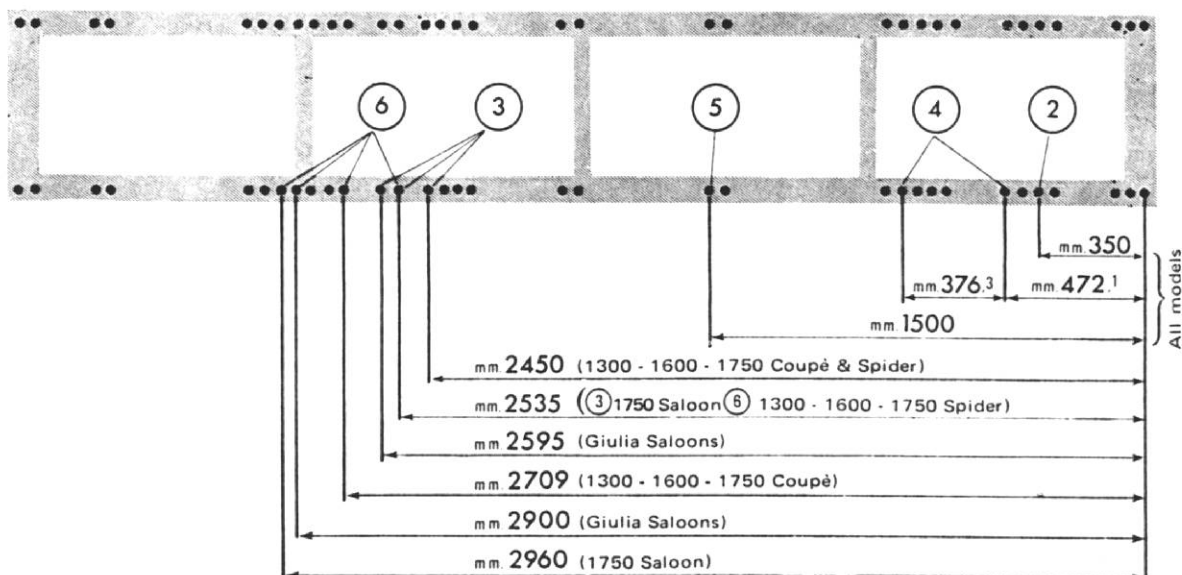 6 3 5 4 2
mm. 350
mm. 376.3 mm. 472.1
All models
mm. 1500
mm. 2450 (1300 - 1600 - 1750 Coupè & Spider)
mm. 2535 (3 1750 Saloon 6 1300 - 1600 - 1750 Spider)
mm. 2595 (Giulia Saloons)
mm. 2709 (1300 - 1600 - 1750 Coupè)
mm 2900 (Giulia Saloons)
mm. 2960 (1750 Saloon)